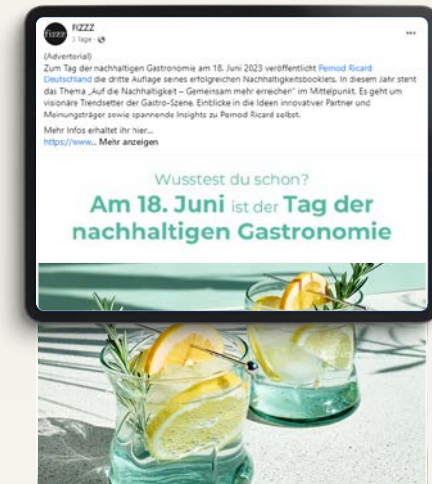 fizzz
FIZZZ
3 Tage
(Advertorial)
Zum Tag der nachhaltigen Gastronomie am 18. Juni 2023 veröffentlicht Pernod Ricard
Deutschland die dritte Auflage seines erfolgreichen Nachhaltigkeitsbooklets. In diesem Jahr steht
das Thema „Auf die Nachhaltigkeit – Gemeinsam mehr erreichen" im Mittelpunkt. Es geht um
visionäre Trendsetter der Gastro-Szene. Einblicke in die Ideen innovativer Partner und
Meinungsträger sowie spannende Insights zu Pernod Ricard selbst.
Mehr Infos erhaltet ihr hier...
https://www... Mehr anzeigen
Wusstest du schon?
Am 18. Juni ist der Tag der
nachhaltigen Gastronomie